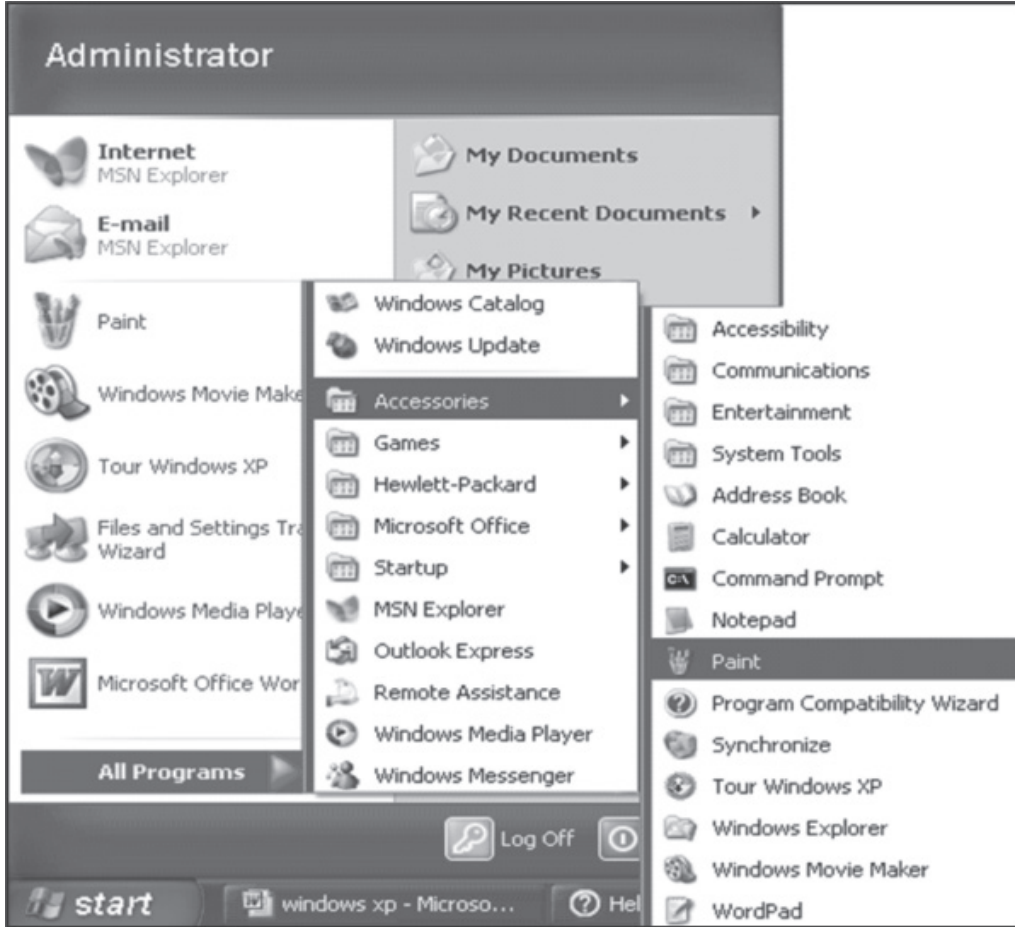 Administrator
Internet
MSN Explorer
E-mail
MSN Explorer
Paint
Windows Movie Make
Tour Windows XP
Files and Settings Tra
Wizard
Windows Media Playe
Microsoft Office Wor
All Programs
My Documents
My Recent Documents
My Pictures
Windows Catalog
Windows Update
Accessories
Games
Hewlett-Packard
Microsoft Office
Startup
MSN Explorer
Outlook Express
Remote Assistance
Windows Media Player
Windows Messenger
Accessibility
Communications
Entertainment
System Tools
Address Book
Calculator
C:\ Command Prompt
Notepad
Paint
Program Compatibility Wizard
Synchronize
Tour Windows XP
Windows Explorer
Windows Movie Maker
WordPad
Log Off
start
windows xp - Microso...
Hel